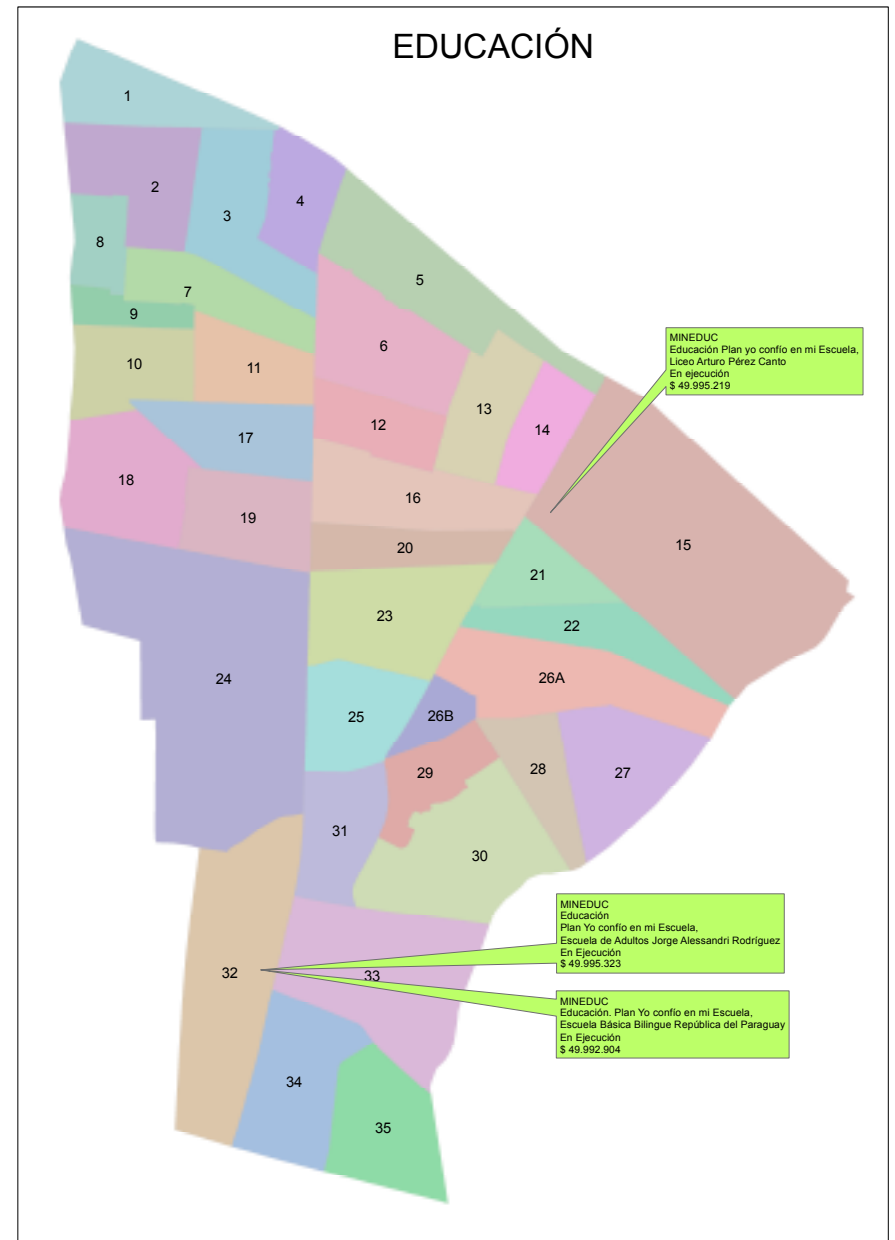 EDUCACIÓN
1
2
3
4
8
5
7
9
6
10
11
13
12
14
17
18
16
19
20
15
21
22
23
24
26A
25
26B
29
28
27
31
30
32
33
34
35
MINEDUC
Educación Plan yo confío en mi Escuela,
Liceo Arturo Pérez Canto
En ejecución
$ 49.995.219
MINEDUC
Educación
Plan Yo confío en mi Escuela,
Escuela de Adultos Jorge Alessandri Rodríguez
En Ejecución
$ 49.995.323
MINEDUC
Educación. Plan Yo confío en mi Escuela,
Escuela Básica Bilingue República del Paraguay
En Ejecución
$ 49.992.904